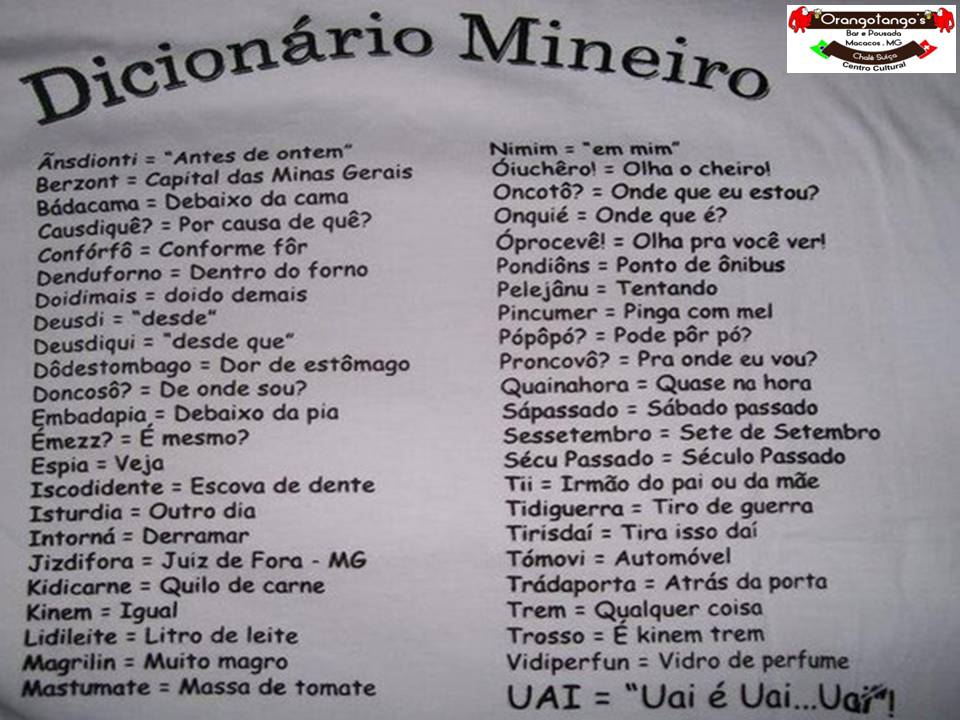 Dicionário Mineiro
Orangotango's
Bar e Pousada
Macacos . MG
Chalé Suíço
Centro Cultural
Ãnsdionti = "Antes de ontem"
Berzont = Capital das Minas Gerais
Bádacama = Debaixo da cama
Causdiquê? = Por causa de quê?
Confórfô = Conforme fôr
Denduforno = Dentro do forno
Doidimais = doido demais
Deusdi = "desde"
Deusdiqui = "desde que"
Dôdestombago = Dor de estômago
Doncosô? = De onde sou?
Embadapia = Debaixo da pia
Émezz? = É mesmo?
Espia = Veja
Iscodidente = Escova de dente
Isturdia = Outro dia
Intorná = Derramar
Jizdifora = Juiz de Fora - MG
Kidicarne = Quilo de carne
Kinem = Igual
Lidileite = Litro de leite
Magrilin = Muito magro
Mastumate = Massa de tomate
Nimim = "em mim"
Óiuchêro! = Olha o cheiro!
Oncotô? = Onde que eu estou?
Onquié = Onde que é?
Óprocevê! = Olha pra você ver!
Pondiôns = Ponto de ônibus
Pelejânu = Tentando
Pincumer = Pinga com mel
Pópôpó? = Pode pôr pó?
Proncovô? = Pra onde eu vou?
Quainahora = Quase na hora
Sápassado = Sábado passado
Sessetembro = Sete de Setembro
Sécu Passado = Século Passado
Tii = Irmão do pai ou da mãe
Tidiguerra = Tiro de guerra
Tirisdaí = Tira isso daí
Tómovi = Automóvel
Trádaporta = Atrás da porta
Trem = Qualquer coisa
Trosso = É kinem trem
Vidiperfun = Vidro de perfume
UAI = "Uai é Uai...Uai"!